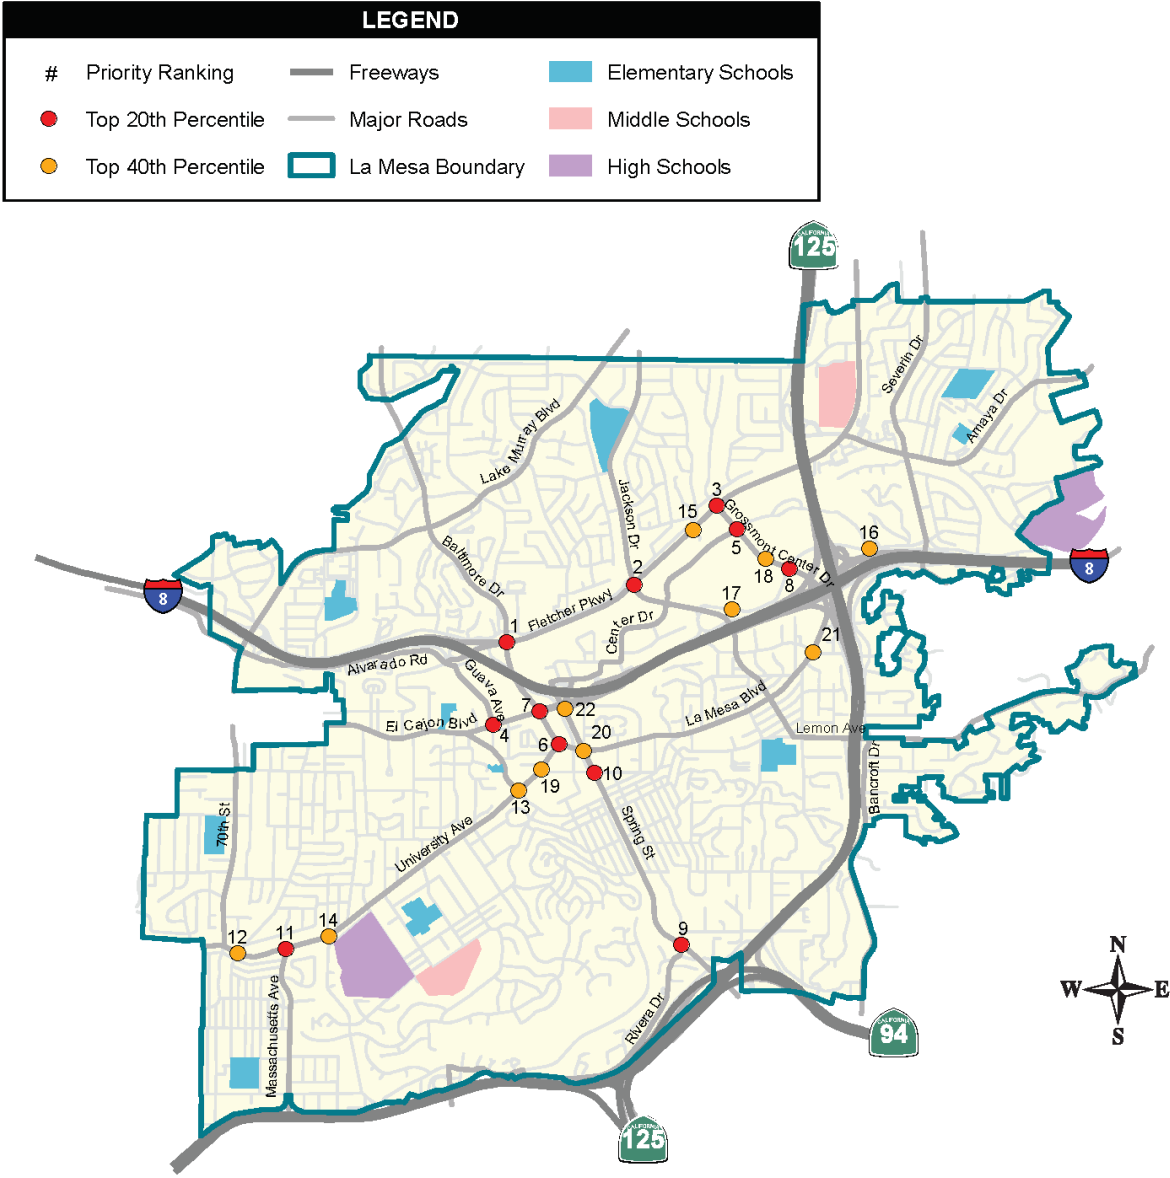 LEGEND
# Priority Ranking Freeways Elementary Schools
Top 20th Percentile Major Roads Middle Schools
Top 40th Percentile La Mesa Boundary High Schools
CALIFORNIA
125
Severin Dr
Amaya Dr
Lake Murray Blvd
Jackson Dr
3
Grossmont Center Dr
15
5
16
18
8
8
Baltimore Dr
2
8
17
Fletcher Pkwy
Center Dr
1
21
Alvarado Rd
Guava Ave
La Mesa Blvd
7
22
El Cajon Blvd
4
Lemon Ave
20
6
10
19
13
Bancroft Dr
70th St
University Ave
Spring St
14
11
12
9
N
W E
S
Massachusetts Ave
Rivera Dr
CALIFORNIA
94
CALIFORNIA
125